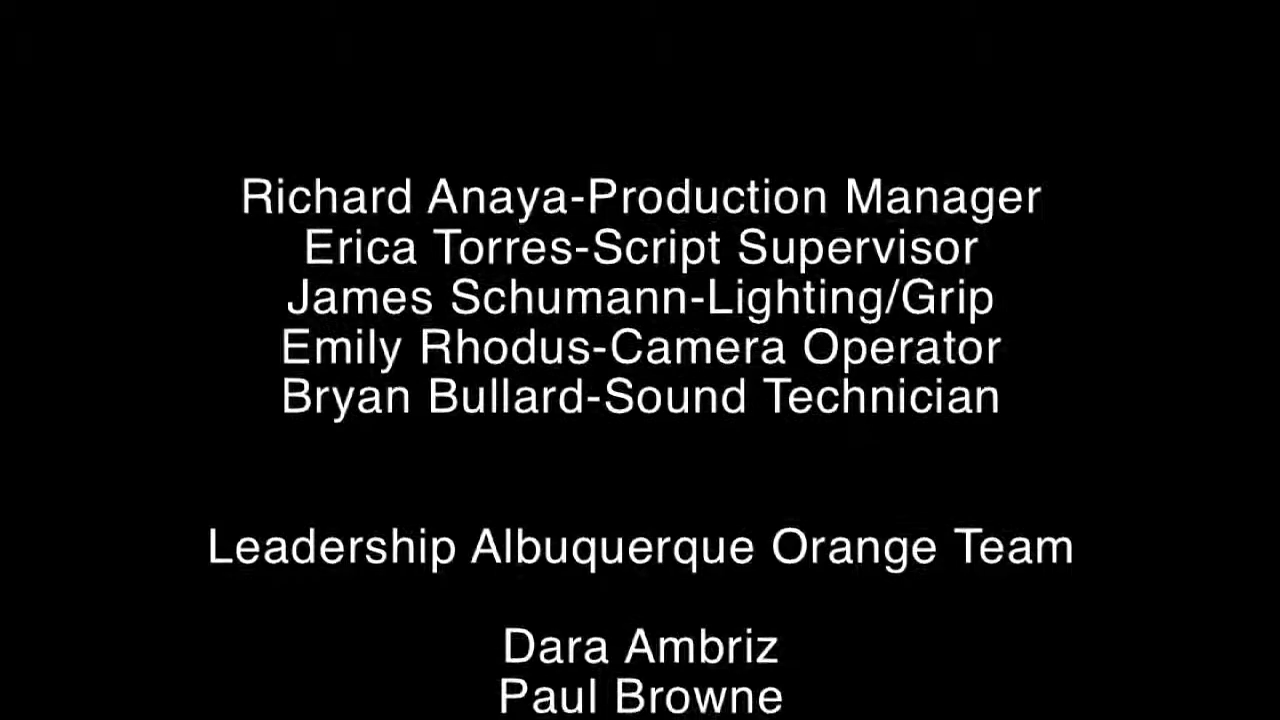 Richard Anaya-Production Manager
Erica Torres-Script Supervisor
James Schumann-Lighting/Grip
Emily Rhodus-Camera Operator
Bryan Bullard-Sound Technician
Leadership Albuquerque Orange Team
Dara Ambriz
Paul Browne